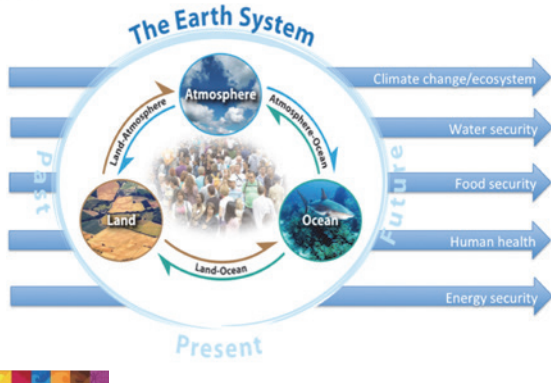 The Earth System
Atmosphere
Land-Atmosphere
Atmosphere-Ocean
Land
Ocean
Land-Ocean
Past
Present
Future
Climate change/ecosystem
Water security
Food security
Human health
Energy security